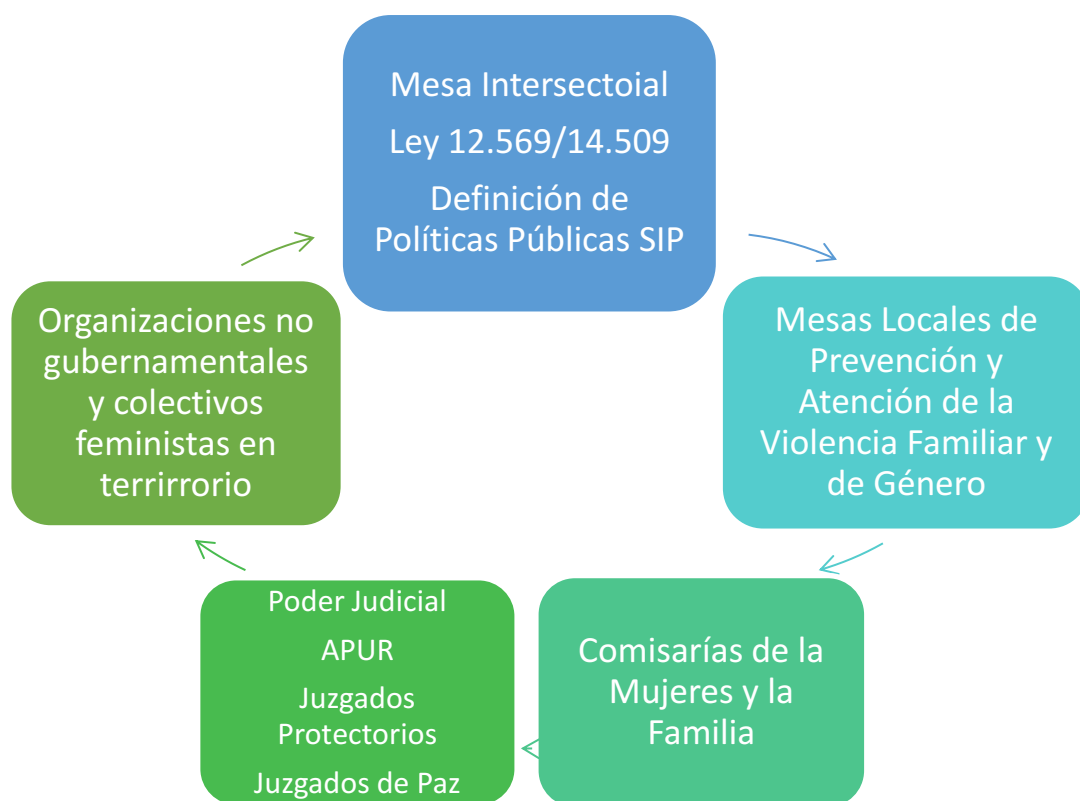 Mesa Intersectoial
Ley 12.569/14.509
Definición de
Políticas Públicas SIP
Mesas Locales de
Prevención y
Atención de la
Violencia Familiar y
de Género
Comisarías de la
Mujeres y la
Familia
Poder Judicial
APUR
Juzgados
Protectorios
Juzgados de Paz
Organizaciones no
gubernamentales
y colectivos
feministas en
terrirrorio